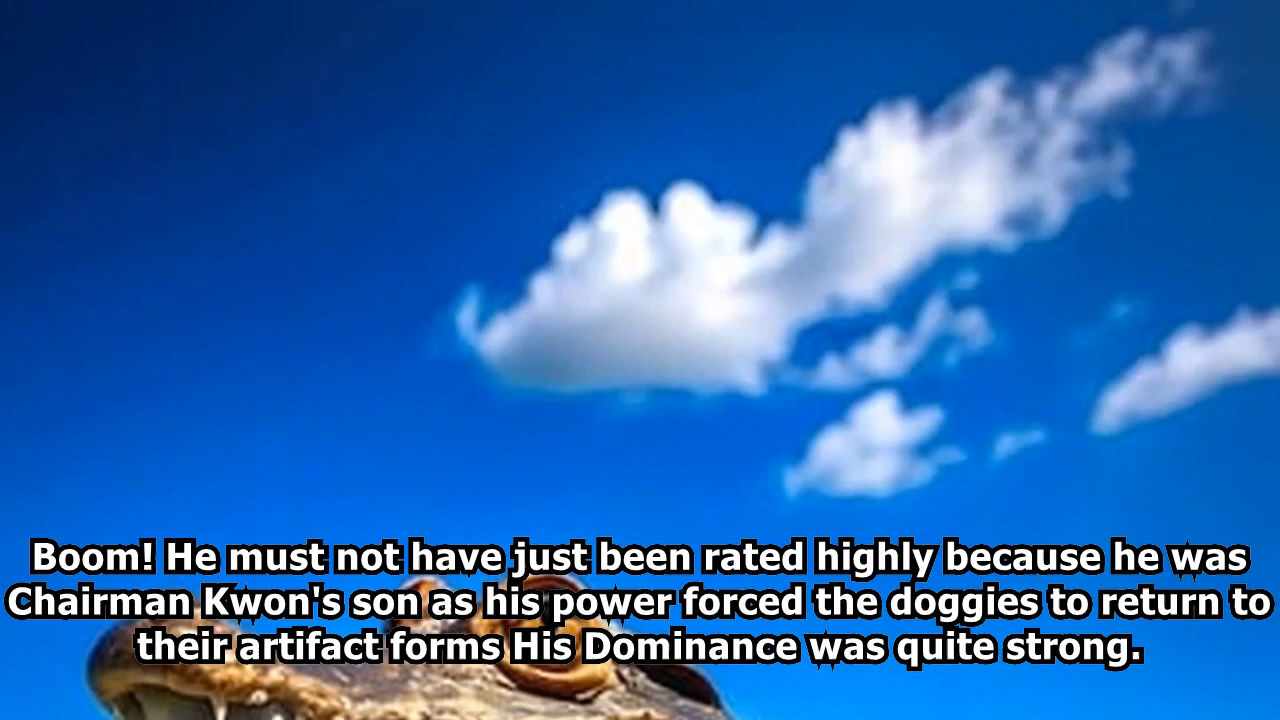 Boom! He must not have just been rated highly because he was
Chairman Kwon's son as his power forced the doggies to return to
their artifact forms His Dominance was quite strong.